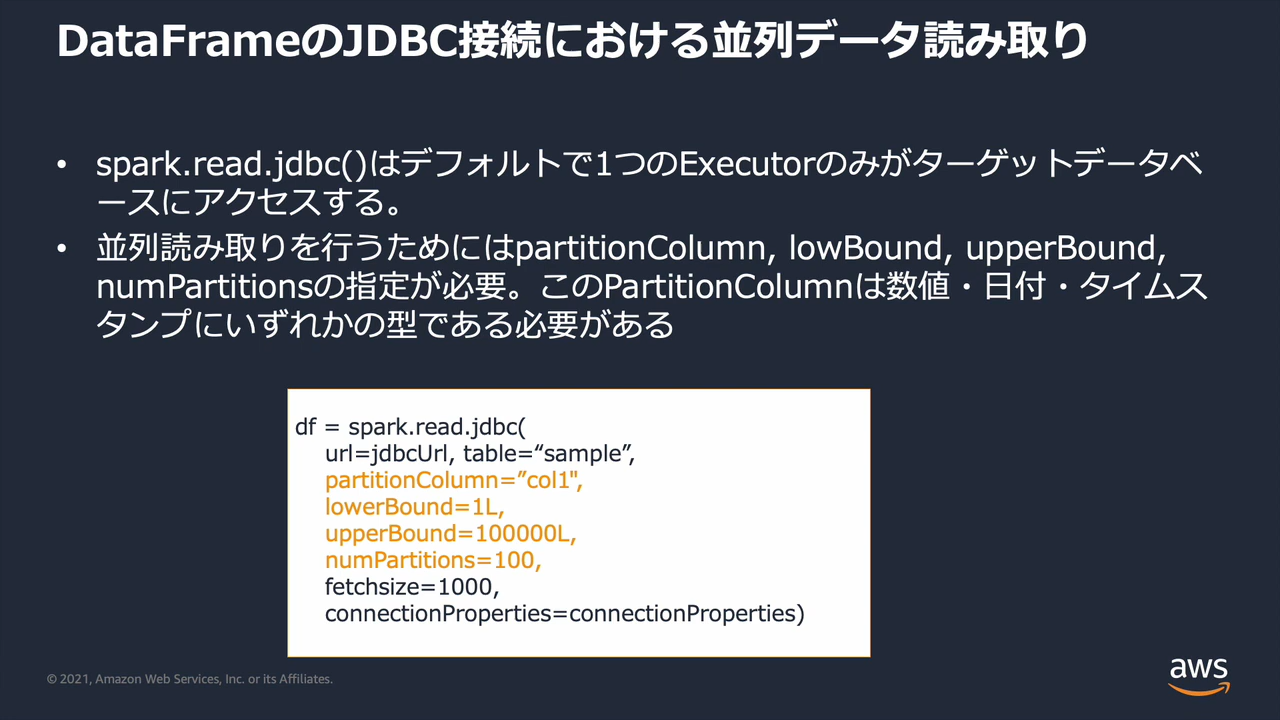 DataFrameのJDBC接続における並列データ読み取り
• spark.read.jdbc()はデフォルトで1つのExecutorのみがターゲットデータベ
ースにアクセスする。
• 並列読み取りを行うためにはpartitionColumn, lowBound, upperBound,
numPartitionsの指定が必要。このPartitionColumnは数値・日付・タイムス
タンプにいずれかの型である必要がある
df = spark.read.jdbc(
url=jdbcUrl, table=“sample”,
partitionColumn=”col1",
lowerBound=1L,
upperBound=100000L,
numPartitions=100,
fetchsize=1000,
connectionProperties=connectionProperties)
© 2021, Amazon Web Services, Inc. or its Affiliates.
aws